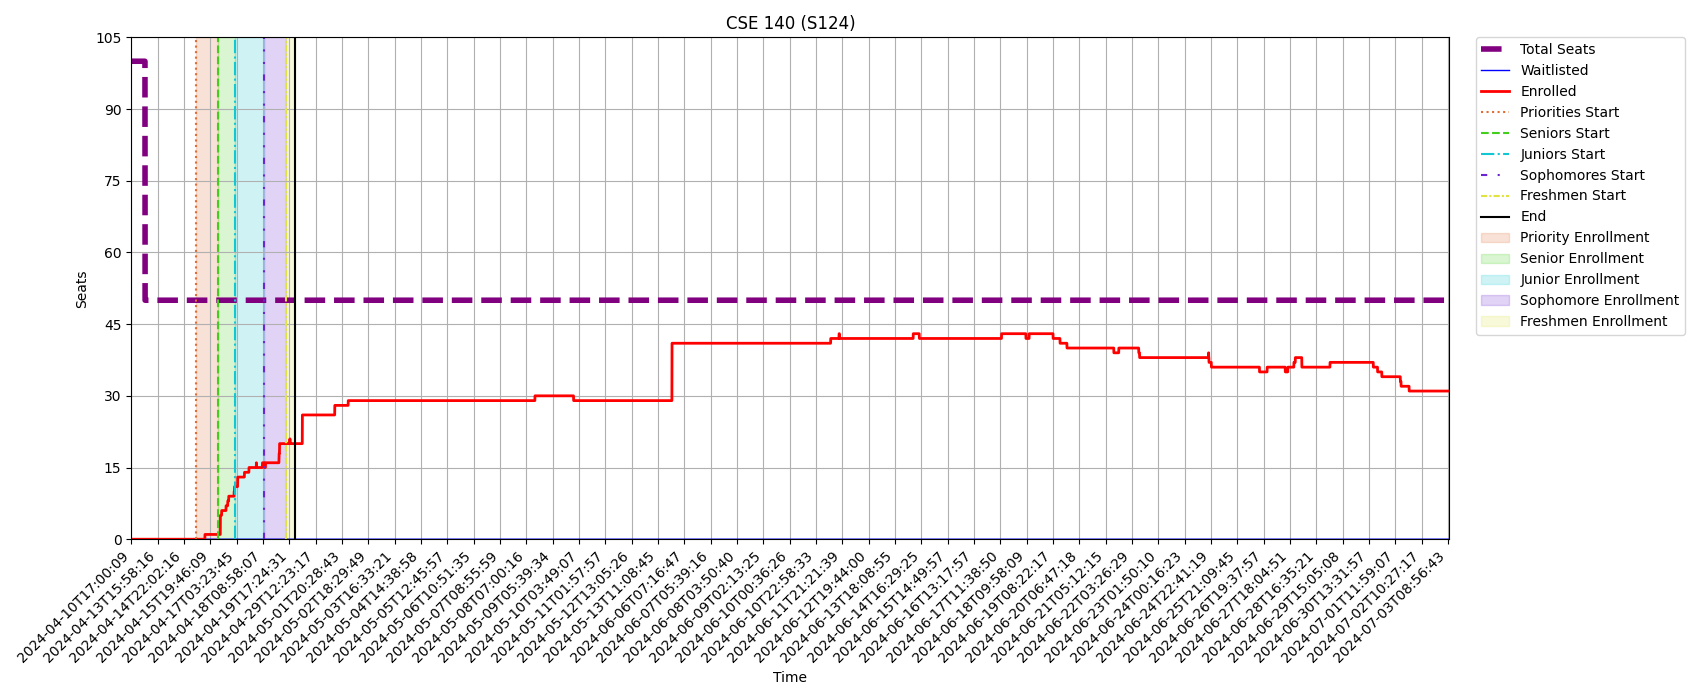 CSE 140 (S124)
105
90
75
60
45
30
15
0
Seats
2024-04-10T17:00:09
2024-04-13T15:58:16
2024-04-14T22:02:16
2024-04-15T19:46:09
2024-04-17T03:23:45
2024-04-18T08:58:07
2024-04-19T17:24:31
2024-04-29T12:23:17
2024-05-01T20:28:43
2024-05-02T18:29:49
2024-05-03T16:33:21
2024-05-04T14:38:58
2024-05-05T12:45:57
2024-05-06T10:51:35
2024-05-07T08:55:59
2024-05-08T07:00:16
2024-05-09T05:39:34
2024-05-10T03:49:07
2024-05-11T01:57:57
2024-05-12T13:05:26
2024-05-13T11:08:45
2024-06-06T07:16:47
2024-06-07T05:39:16
2024-06-08T03:50:40
2024-06-09T02:13:25
2024-06-10T00:36:26
2024-06-10T22:58:33
2024-06-11T21:21:39
2024-06-12T19:44:00
2024-06-13T18:08:55
2024-06-14T16:29:25
2024-06-15T14:49:57
2024-06-16T13:17:57
2024-06-17T11:38:50
2024-06-18T09:58:09
2024-06-19T08:22:17
2024-06-20T06:47:18
2024-06-21T05:12:15
2024-06-22T03:26:29
2024-06-23T01:50:10
2024-06-24T00:16:23
2024-06-24T22:41:19
2024-06-25T21:09:45
2024-06-26T19:37:57
2024-06-27T18:04:51
2024-06-28T16:35:21
2024-06-29T15:05:08
2024-06-30T13:31:57
2024-07-01T11:59:07
2024-07-02T10:27:17
2024-07-03T08:56:43
Time
Total Seats
Waitlisted
Enrolled
Priorities Start
Seniors Start
Juniors Start
Sophomores Start
Freshmen Start
End
Priority Enrollment
Senior Enrollment
Junior Enrollment
Sophomore Enrollment
Freshmen Enrollment